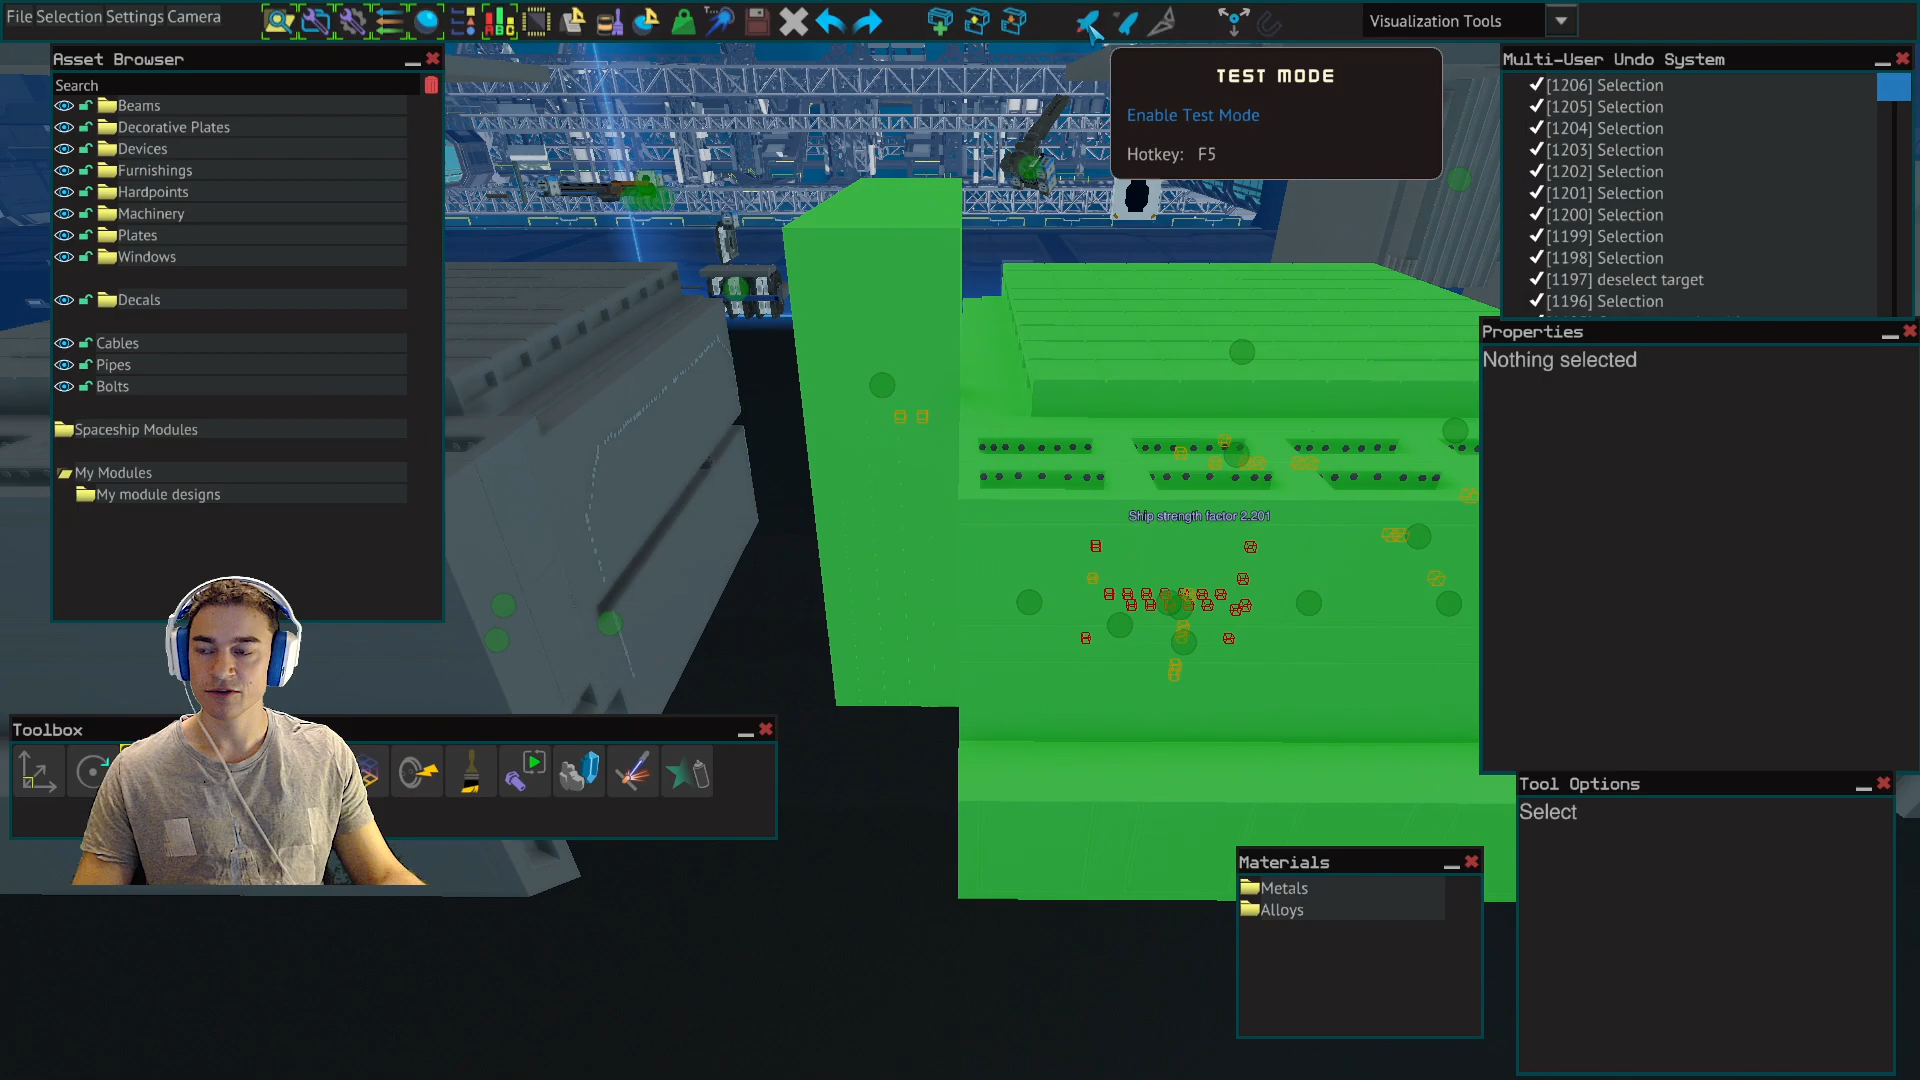 File Selection Settings Camera
Visualization Tools
Asset Browser
Search
Beams
Decorative Plates
Devices
Furnishings
Hardpoints
Machinery
Plates
Windows
Decals
Cables
Pipes
Bolts
Spaceship Modules
My Modules
My module designs
TEST MODE
Enable Test Mode
Hotkey: F5
Multi-User Undo System
[1206] Selection
[1205] Selection
[1204] Selection
[1203] Selection
[1202] Selection
[1201] Selection
[1200] Selection
[1199] Selection
[1198] Selection
[1197] deselect target
[1196] Selection
Properties
Nothing selected
Ship strength factor 2.201
Toolbox
Tool Options
Select
Materials
Metals
Alloys